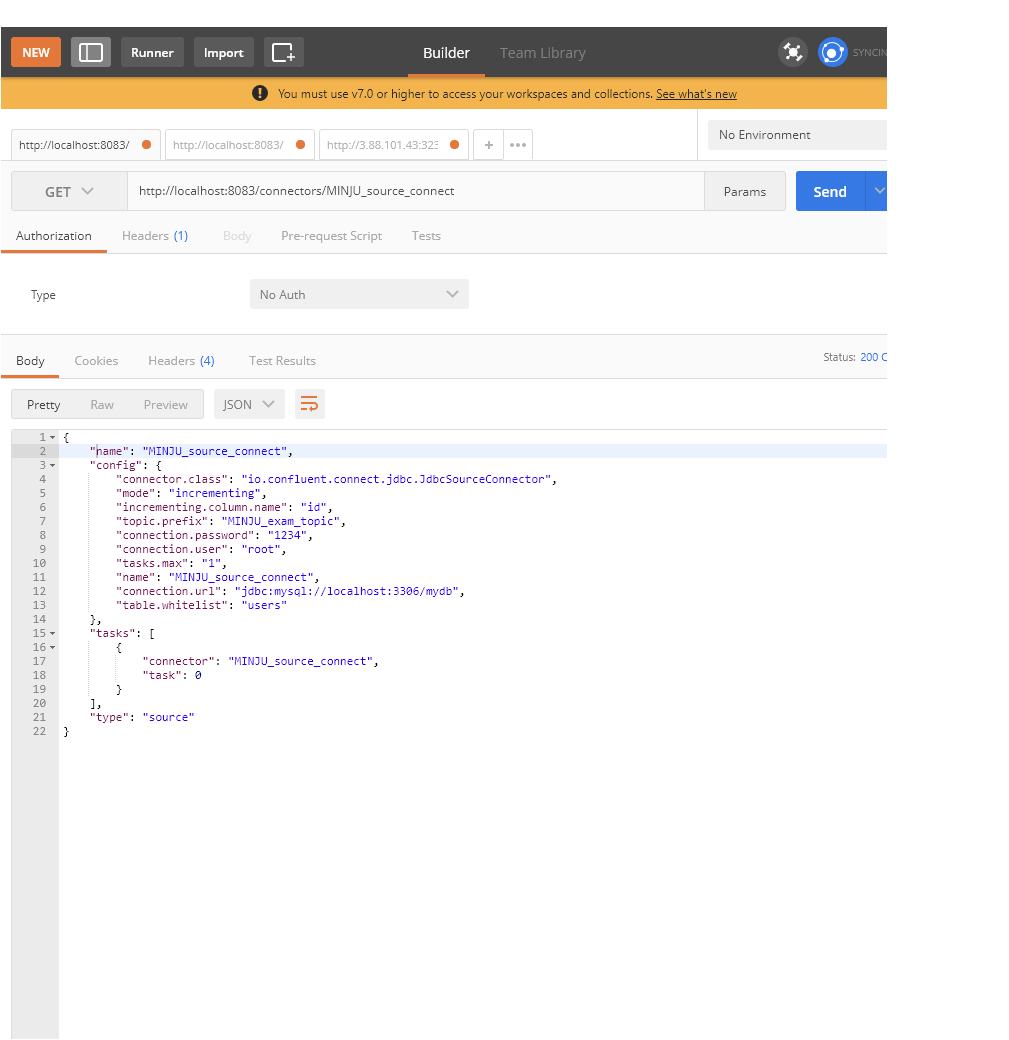 NEW Runner Import Builder Team Library SYNCIN
You must use v7.0 or higher to access your workspaces and collections. See what's new
http://localhost:8083/ http://localhost:8083/ http://3.88.101.43:323 + No Environment
GET http://localhost:8083/connectors/MINJU_source_connect Params Send
Authorization Headers (1) Body Pre-request Script Tests
Type No Auth
Body Cookies Headers (4) Test Results Status: 200 O
Pretty Raw Preview JSON
1 {
2 "name": "MINJU_source_connect",
3 "config": {
4 "connector.class": "io.confluent.connect.jdbc.JdbcSourceConnector",
5 "mode": "incrementing",
6 "incrementing.column.name": "id",
7 "topic.prefix": "MINJU_exam_topic",
8 "connection.password": "1234",
9 "connection.user": "root",
10 "tasks.max": "1",
11 "name": "MINJU_source_connect",
12 "connection.url": "jdbc:mysql://localhost:3306/mydb",
13 "table.whitelist": "users"
14 },
15 "tasks": [
16 {
17 "connector": "MINJU_source_connect",
18 "task": 0
19 }
20 ],
21 "type": "source"
22 }